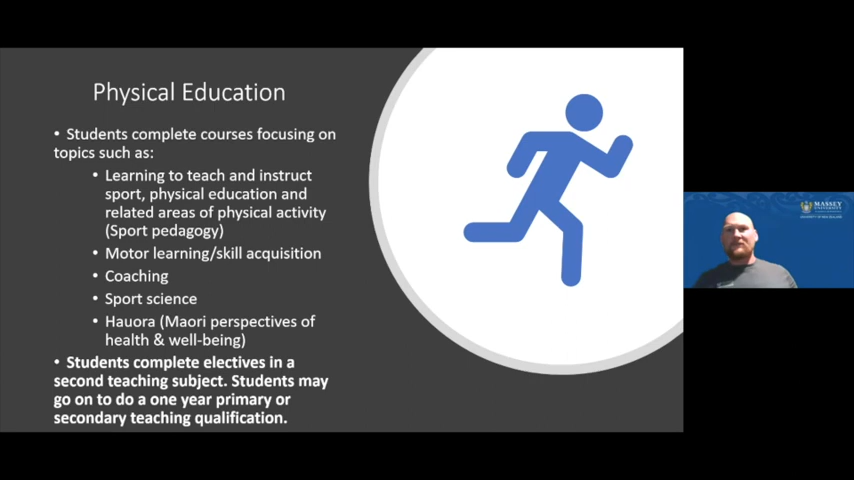 Physical Education
• Students complete courses focusing on
topics such as:
• Learning to teach and instruct
sport, physical education and
related areas of physical activity
(Sport pedagogy)
• Motor learning/skill acquisition
• Coaching
• Sport science
• Hauora (Maori perspectives of
health & well-being)
• Students complete electives in a
second teaching subject. Students may
go on to do a one year primary or
secondary teaching qualification.
MASSEY
UNIVERSITY